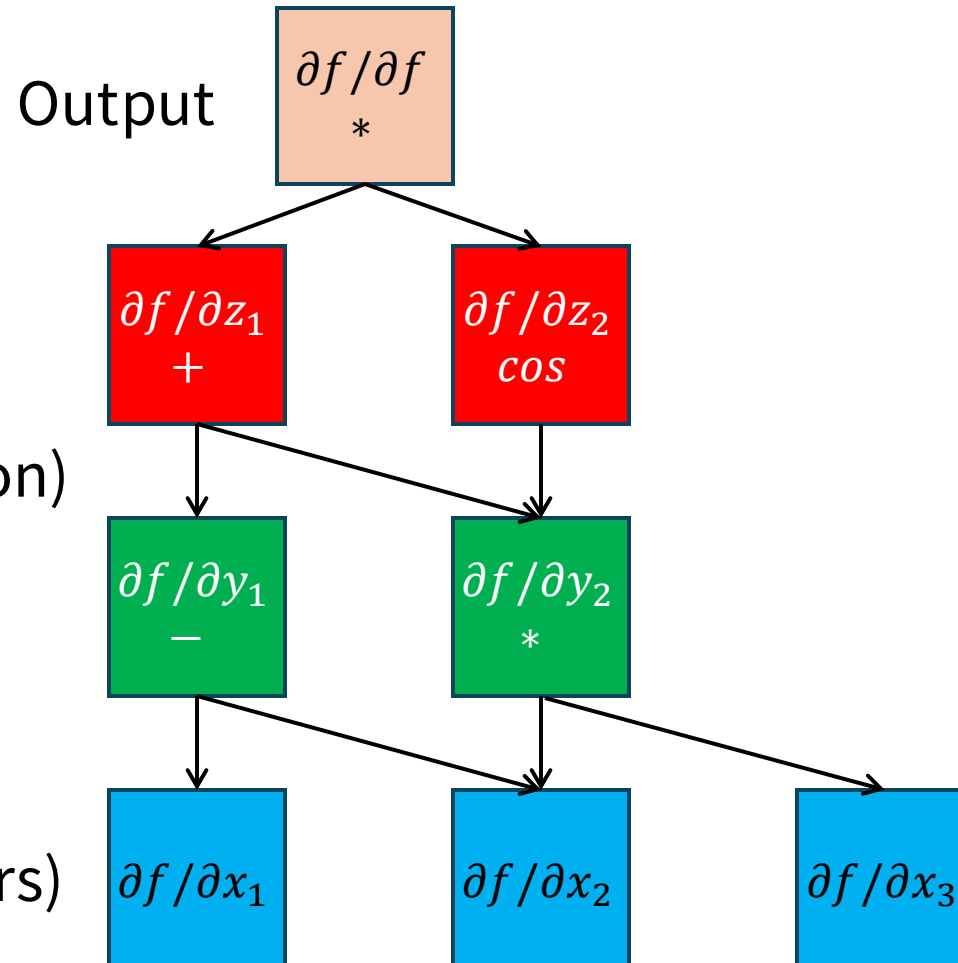 Output
∂f/∂f
*
∂f/∂z₁
+
∂f/∂z₂
cos
on)
∂f/∂y₁
−
∂f/∂y₂
*
rs)
∂f/∂x₁
∂f/∂x₂
∂f/∂x₃